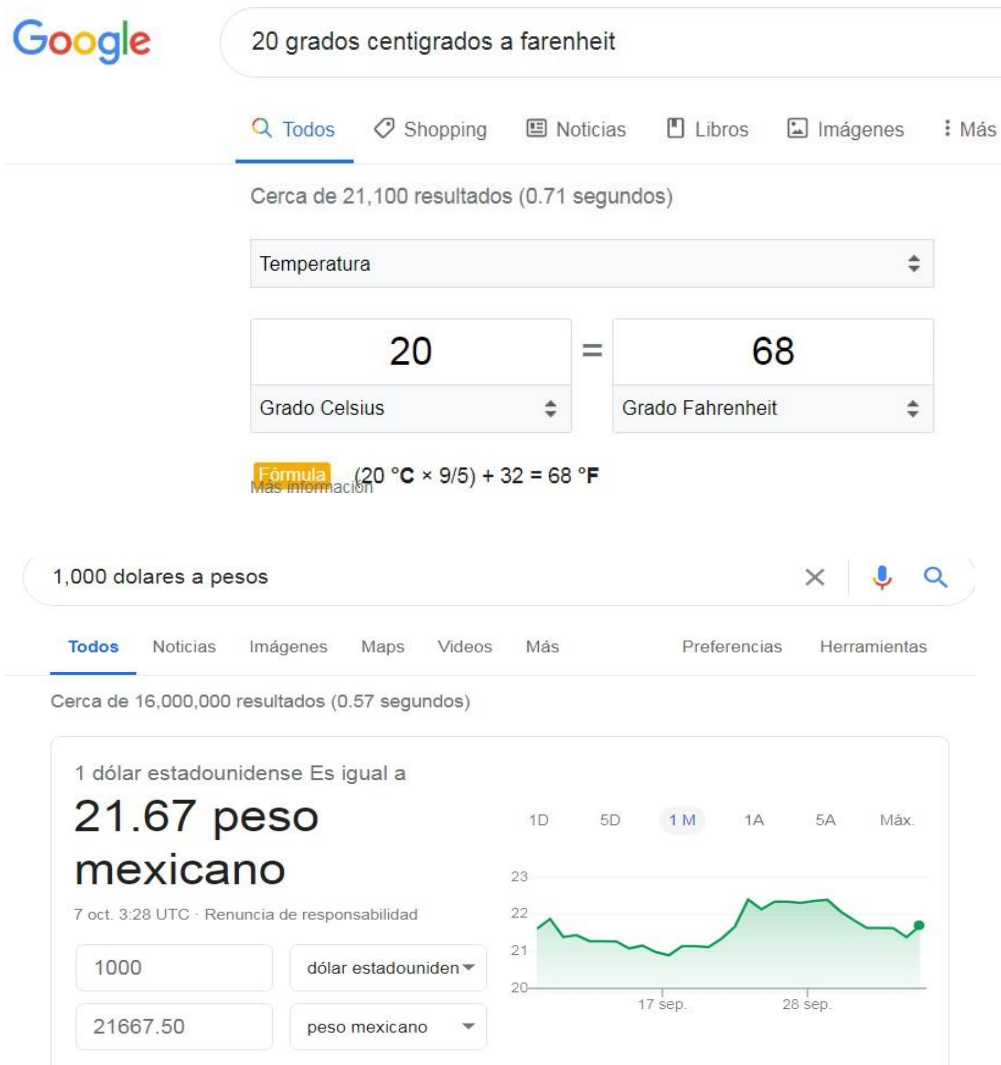 Google
20 grados centigrados a farenheit
Todos Shopping Noticias Libros Imágenes Más
Cerca de 21,100 resultados (0.71 segundos)
Temperatura
20 = 68
Grado Celsius Grado Fahrenheit
Fórmula (20 °C × 9/5) + 32 = 68 °F
Más información
1,000 dolares a pesos
Todos Noticias Imágenes Maps Videos Más Preferencias Herramientas
Cerca de 16,000,000 resultados (0.57 segundos)
1 dólar estadounidense Es igual a
21.67 peso
mexicano
7 oct. 3:28 UTC · Renuncia de responsabilidad
1000 dólar estadouniden
21667.50 peso mexicano
1D 5D 1 M 1A 5A Máx.
23
22
21
20
17 sep. 28 sep.